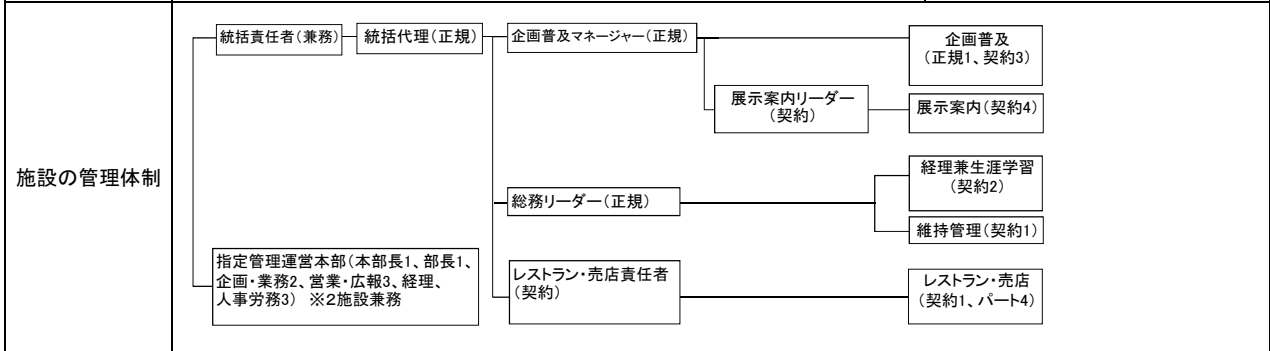 施設の管理体制
統括責任者(兼務)
統括代理(正規)
企画普及マネージャー(正規)
企画普及
(正規1、契約3)
展示案内リーダー
(契約)
展示案内(契約4)
総務リーダー(正規)
経理兼生涯学習
(契約2)
維持管理(契約1)
指定管理運営本部(本部長1、部長1、
企画・業務2、営業・広報3、経理、
人事労務3) ※2施設兼務
レストラン・売店責任者
(契約)
レストラン・売店
(契約1、パート4)